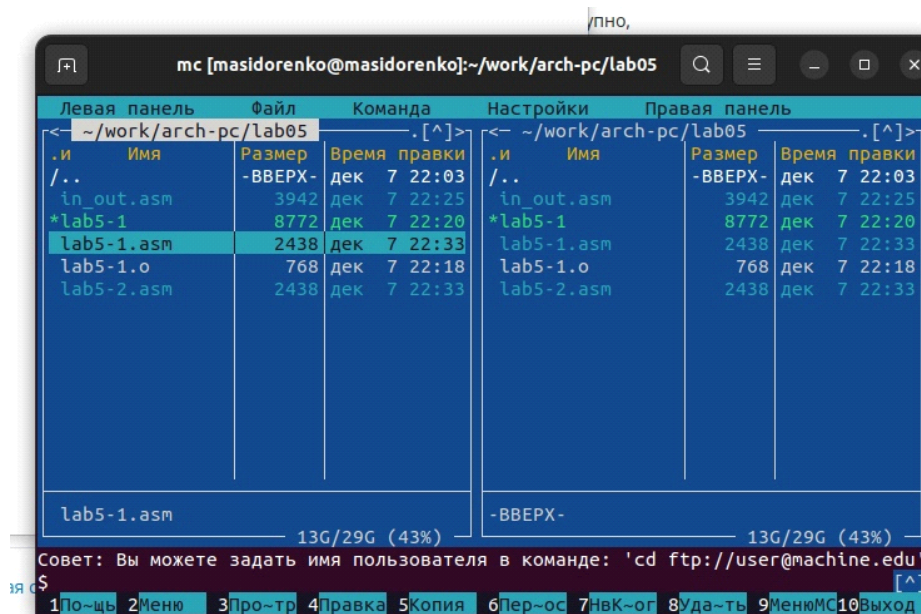 упно,
mc [masidorenko@masidorenko]:~/work/arch-pc/lab05
Левая панель Файл Команда Настройки Правая панель
<─ ~/work/arch-pc/lab05 ─.[^]> <─ ~/work/arch-pc/lab05 ─.[^]>
.и Имя Размер Время правки .и Имя Размер Время правки
/.. -ВВЕРХ- дек 7 22:03 /.. -ВВЕРХ- дек 7 22:03
in_out.asm 3942 дек 7 22:25 in_out.asm 3942 дек 7 22:25
*lab5-1 8772 дек 7 22:20 *lab5-1 8772 дек 7 22:20
lab5-1.asm 2438 дек 7 22:33 lab5-1.asm 2438 дек 7 22:33
lab5-1.o 768 дек 7 22:18 lab5-1.o 768 дек 7 22:18
lab5-2.asm 2438 дек 7 22:33 lab5-2.asm 2438 дек 7 22:33
lab5-1.asm -ВВЕРХ-
13G/29G (43%) 13G/29G (43%)
Совет: Вы можете задать имя пользователя в команде: 'cd ftp://user@machine.edu'
ая с $ [^]
1По~щь 2Меню 3Про~тр 4Правка 5Копия 6Пер~ос 7НвК~ог 8Уда~ть 9МенюMC 10Выхо